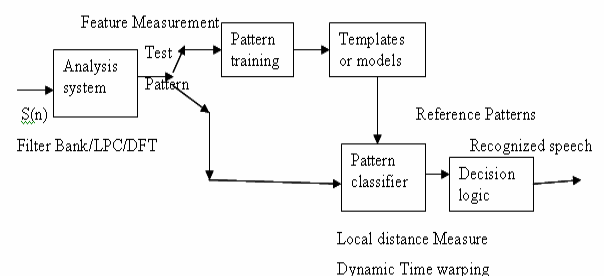 Feature Measurement
Test
Pattern
Pattern
training
Templates
or models
Analysis
system
S(n)
Filter Bank/LPC/DFT
Reference Patterns
Recognized speech
Pattern
classifier
Decision
logic
Local distance Measure
Dynamic Time warping